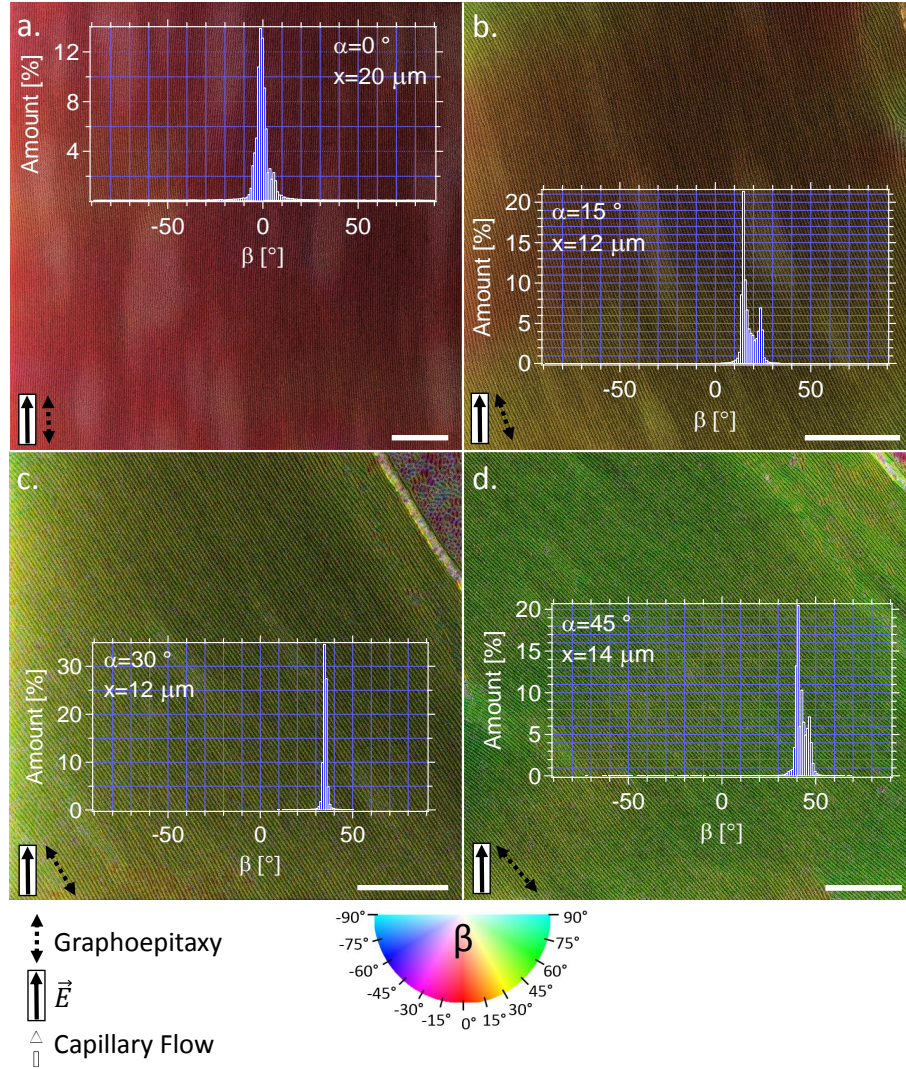 a.
α=0 °
x=20 µm
Amount [%]
12
8
4
-50 0 50
β [°]
b.
α=15 °
x=12 µm
Amount [%]
20
15
10
5
0
-50 0 50
β [°]
c.
α=30 °
x=12 µm
Amount [%]
30
20
10
0
-50 0 50
β [°]
d.
α=45 °
x=14 µm
Amount [%]
20
15
10
5
0
-50 0 50
β [°]
Graphoepitaxy
E⃗
Capillary Flow
β
-90° 90°
-75° 75°
-60° 60°
-45° 45°
-30° 30°
-15° 15°
0°